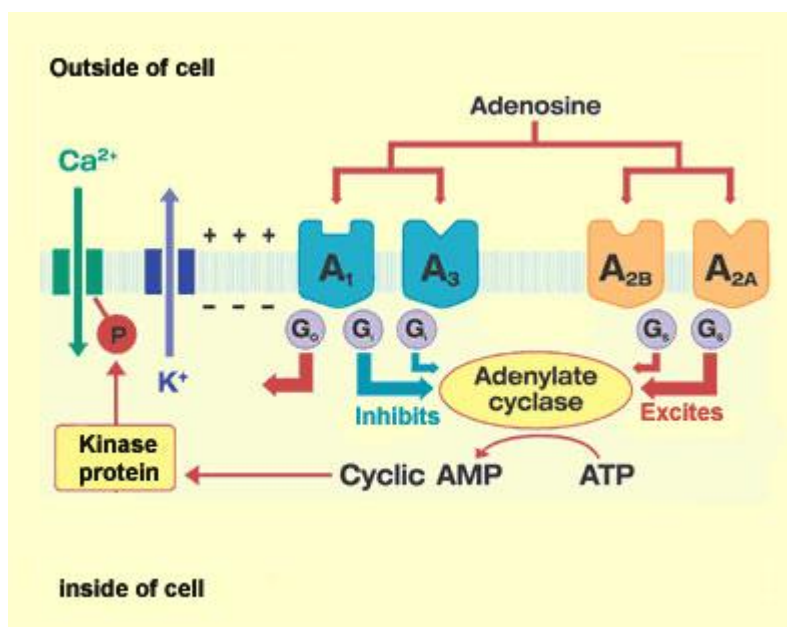 Outside of cell
Adenosine
Ca²⁺
+ + +
A₁
A₃
A₂B
A₂A
– – –
P
K⁺
G₀
Gᵢ
Gᵢ
Gₛ
Gₛ
Adenylate
cyclase
Inhibits
Excites
Kinase
protein
Cyclic AMP
ATP
inside of cell